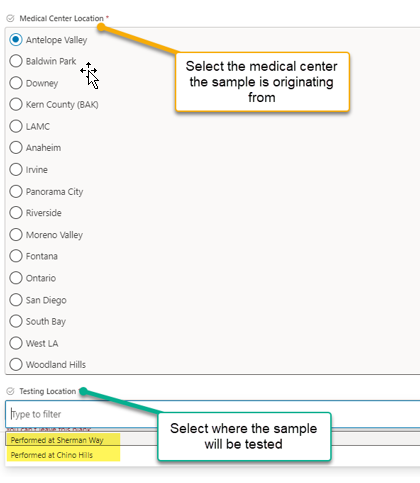 Medical Center Location *
Antelope Valley
Select the medical center
the sample is originating
from
Baldwin Park
Downey
Kern County (BAK)
LAMC
Anaheim
Irvine
Panorama City
Riverside
Moreno Valley
Fontana
Ontario
San Diego
South Bay
West LA
Woodland Hills
Testing Location
Type to filter
Select where the sample
will be tested
You can't leave this blank
Performed at Sherman Way
Performed at Chino Hills